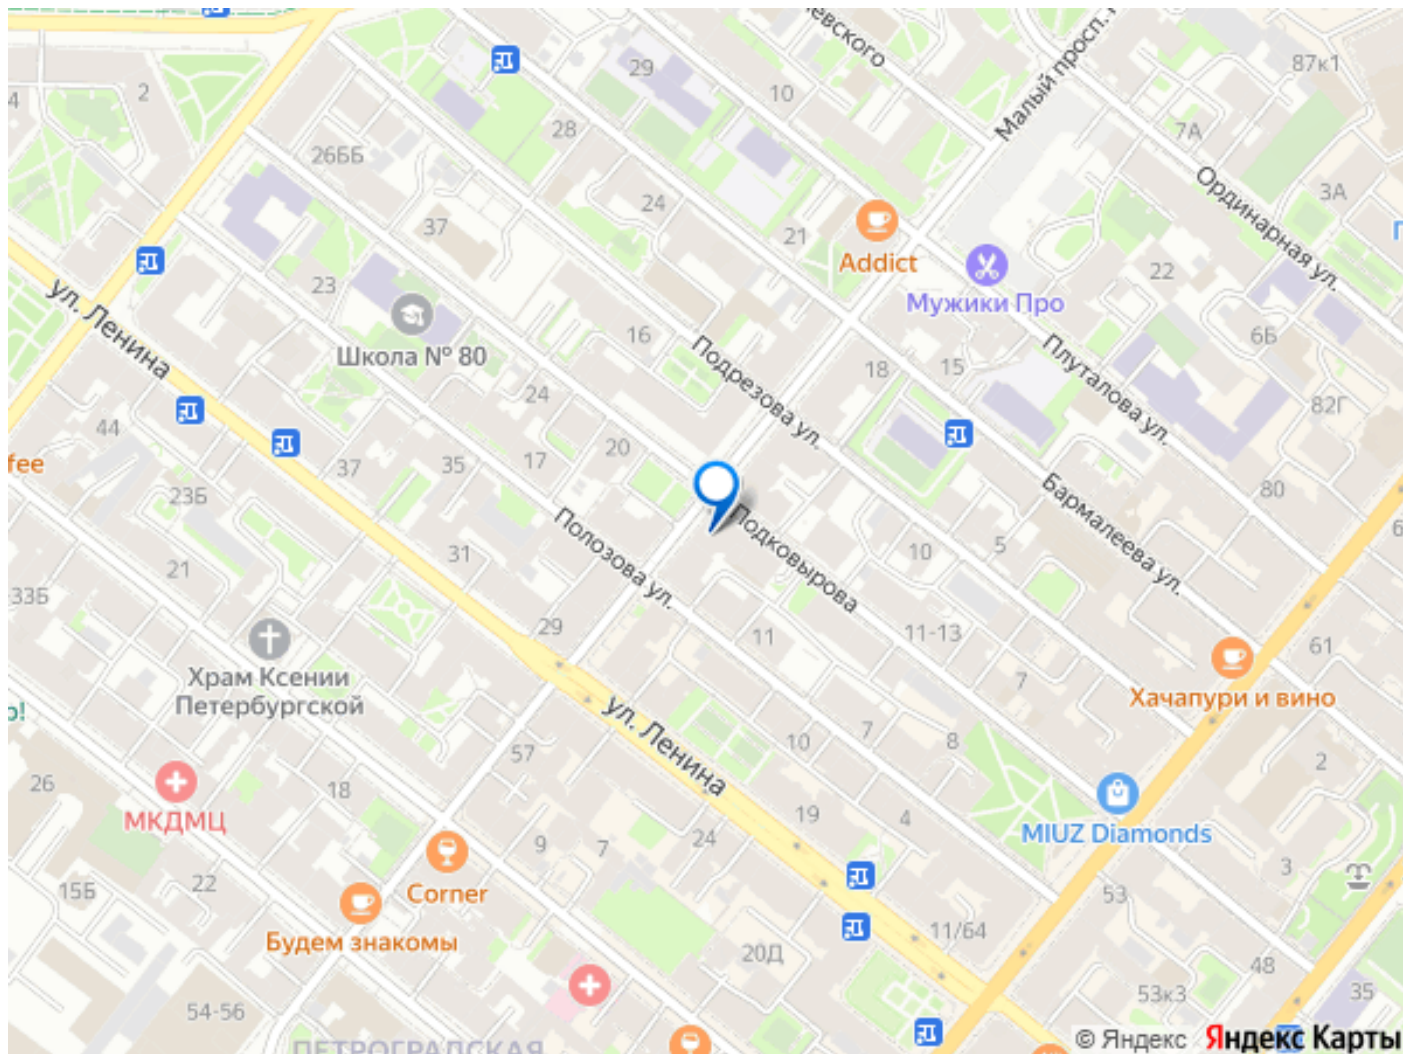 2
4
29
10
87к1
28
26ББ
7А
Малый просп.
Ординарная ул.
3А
24
37
21
Addict
22
Мужики Про
23
6Б
Школа № 80
16
Подрезова ул.
18
15
Плуталова ул.
ул. Ленина
24
82Г
44
20
fee
37
35
17
80
23Б
Бармалеева ул.
Подковырова
Полозова ул.
10
5
31
21
33Б
29
11
11-13
61
Храм Ксении
Петербургской
7
Хачапури и вино
ул. Ленина
57
10
7
8
2
26
18
МКДМЦ
19
4
MIUZ Diamonds
9
7
24
3
15Б
22
Corner
53
Будем знакомы
11/64
20Д
48
54-56
53к3
35
ПЕТРОГРАДСКАЯ
© Яндекс Яндекс Карты